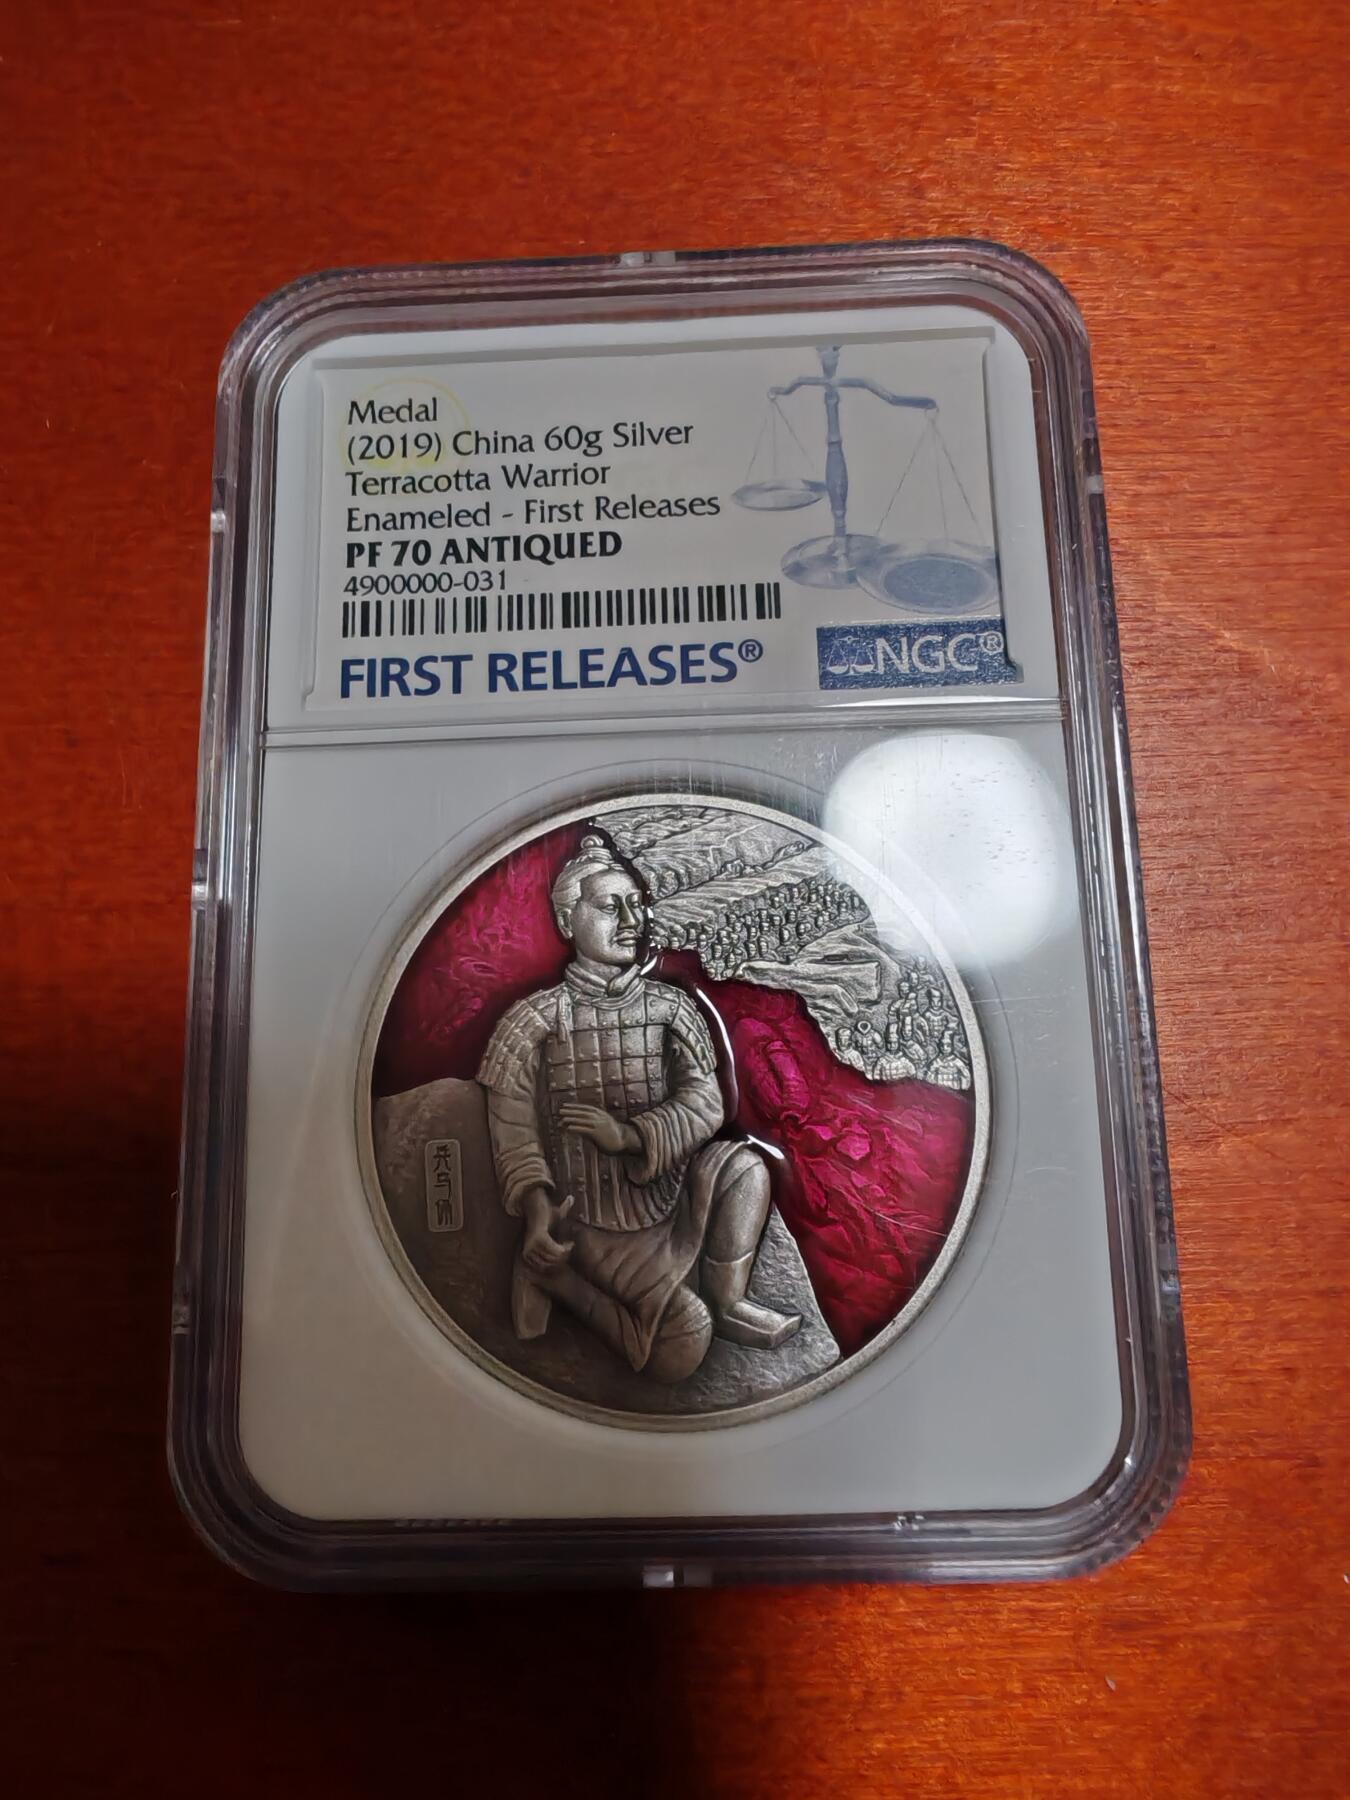 Medal
(2019) China 60g Silver
Terracotta Warrior
Enameled - First Releases
PF 70 ANTIQUED
4900000-031
FIRST RELEASES®
NGC®
兵马俑